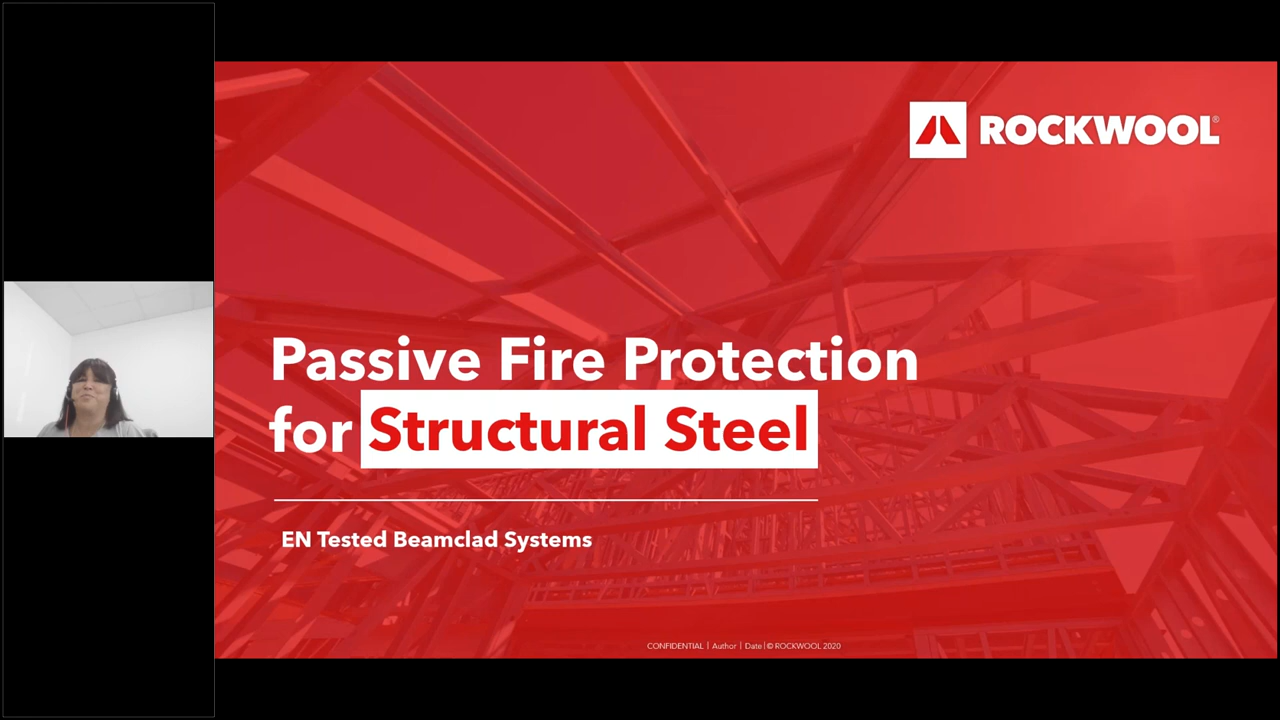 ROCKWOOL®
Passive Fire Protection
for Structural Steel
EN Tested Beamclad Systems
CONFIDENTIAL | Author | Date | © ROCKWOOL 2020